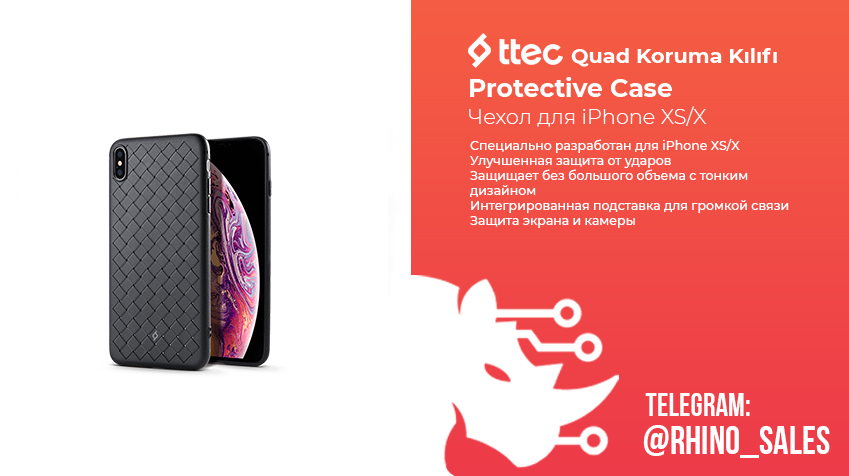 ttec Quad Koruma Kılıfı
Protective Case
Чехол для iPhone XS/X
Специально разработан для iPhone XS/X
Улучшенная защита от ударов
Защищает без большого объема с тонким
дизайном
Интегрированная подставка для громкой связи
Защита экрана и камеры
TELEGRAM:
@RHINO_SALES